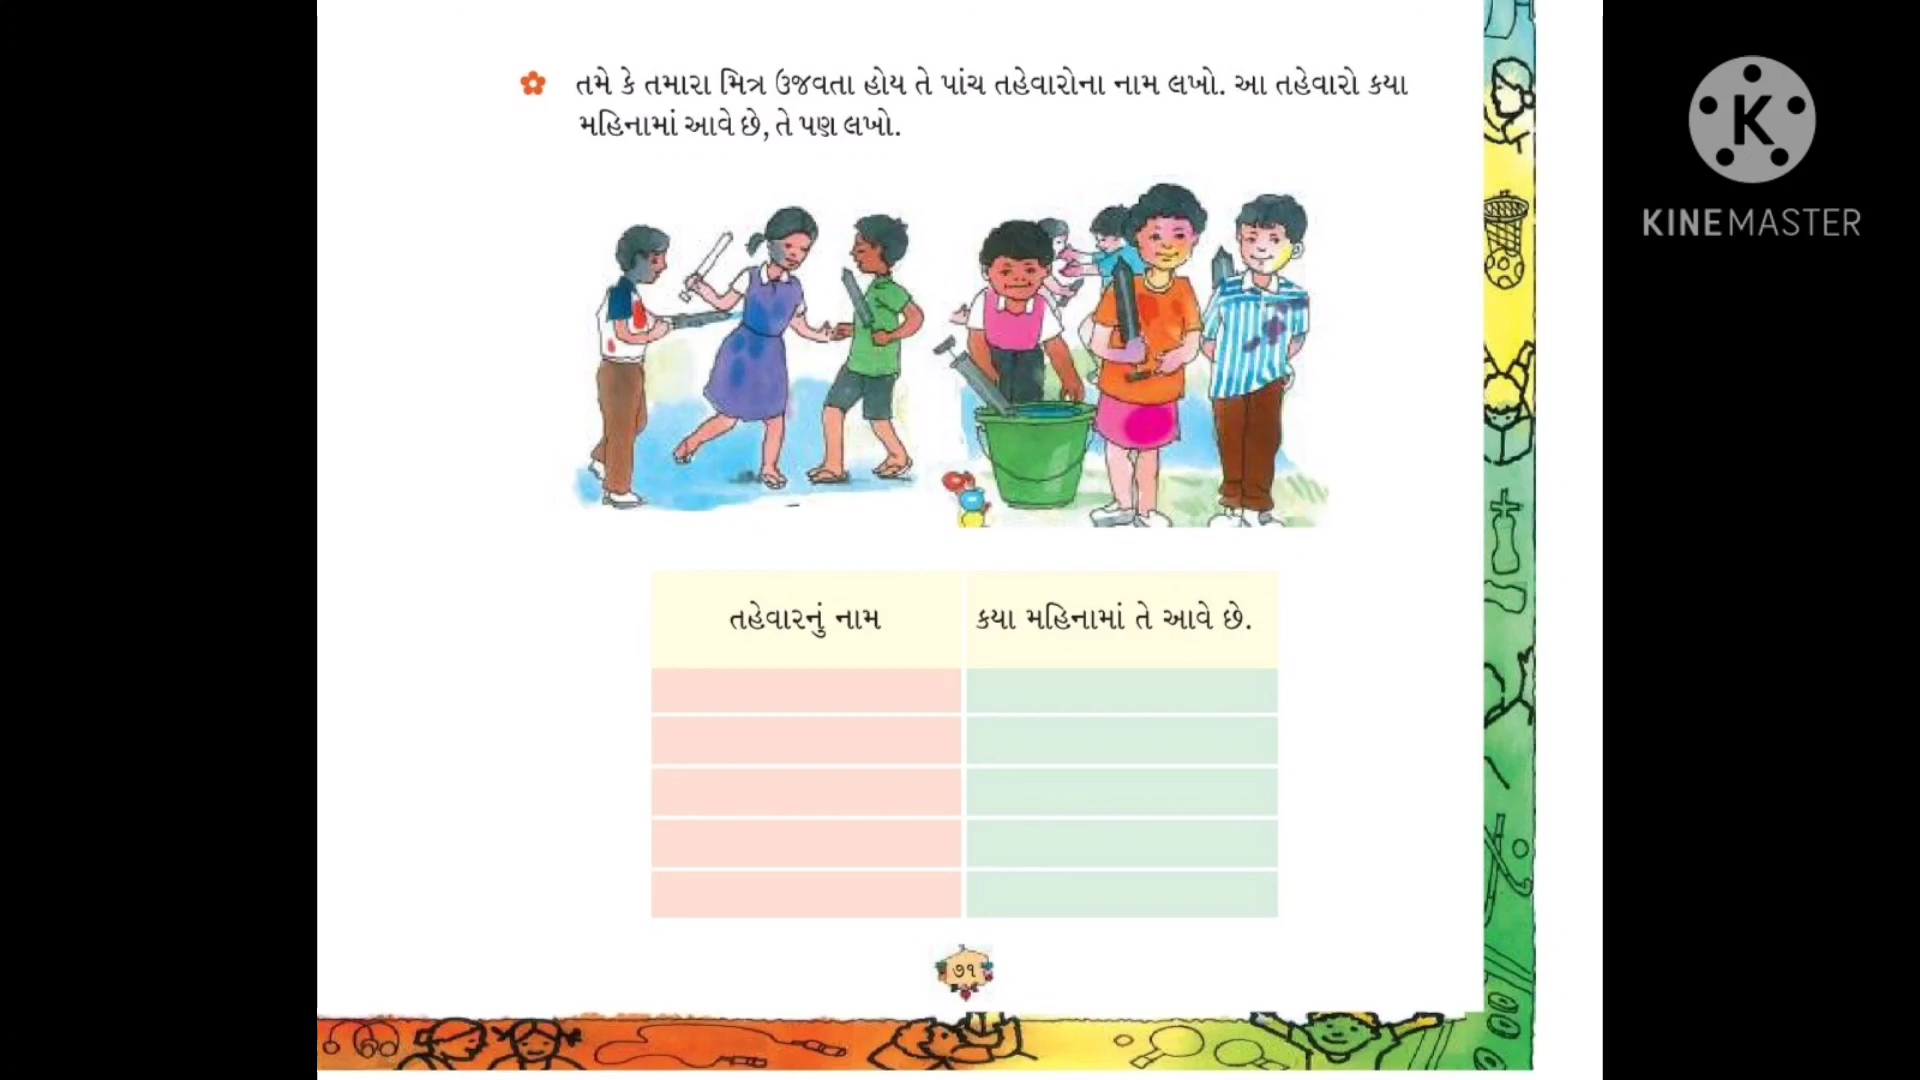 તમે કે તમારા મિત્ર ઉજવતા હોય તે પાંચ તહેવારોના નામ લખો. આ તહેવારો કયા
મહિનામાં આવે છે, તે પણ લખો.
K
KINEMASTER
તહેવારનું નામ
કયા મહિનામાં તે આવે છે.
૭૧